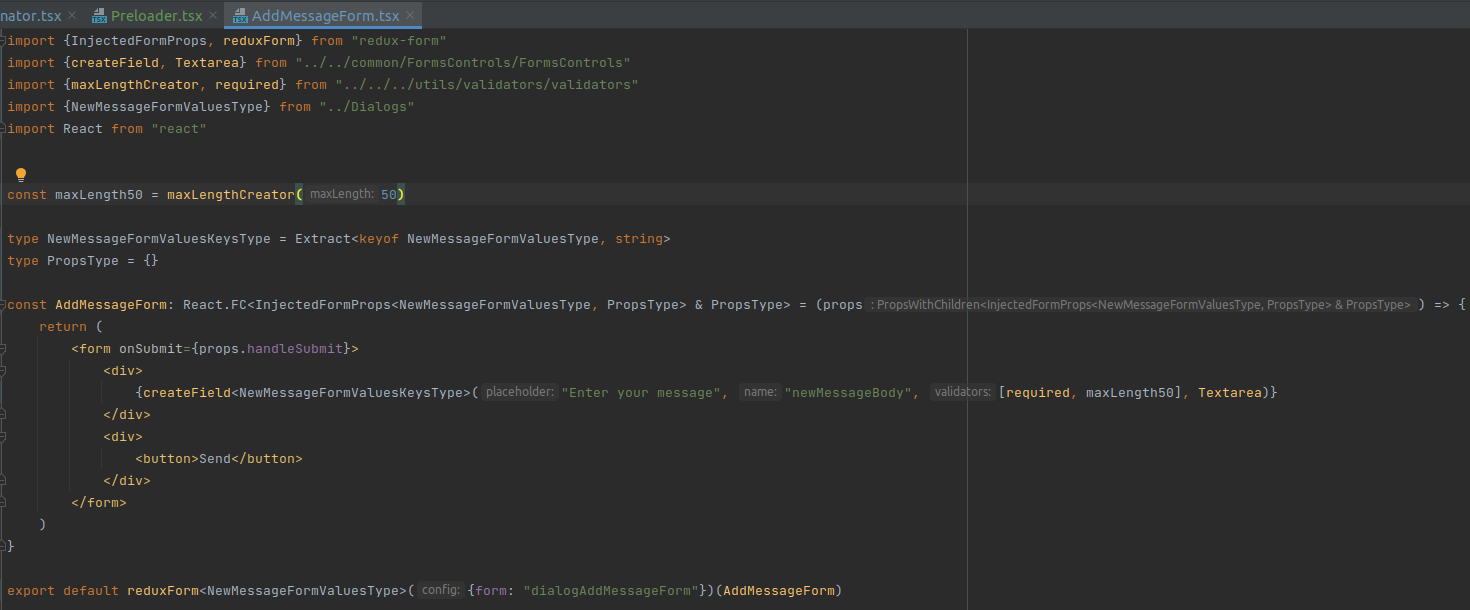 nator.tsx × TSX Preloader.tsx × TSX AddMessageForm.tsx ×
import {InjectedFormProps, reduxForm} from "redux-form"
import {createField, Textarea} from "../../common/FormsControls/FormsControls"
import {maxLengthCreator, required} from "../../../utils/validators/validators"
import {NewMessageFormValuesType} from "../Dialogs"
import React from "react"
const maxLength50 = maxLengthCreator( maxLength: 50)
type NewMessageFormValuesKeysType = Extract<keyof NewMessageFormValuesType, string>
type PropsType = {}
const AddMessageForm: React.FC<InjectedFormProps<NewMessageFormValuesType, PropsType> & PropsType> = (props : PropsWithChildren<InjectedFormProps<NewMessageFormValuesType, PropsType> & PropsType> ) => {
return (
<form onSubmit={props.handleSubmit}>
<div>
{createField<NewMessageFormValuesKeysType>( placeholder: "Enter your message", name: "newMessageBody", validators: [required, maxLength50], Textarea)}
</div>
<div>
<button>Send</button>
</div>
</form>
)
}
export default reduxForm<NewMessageFormValuesType>( config: {form: "dialogAddMessageForm"})(AddMessageForm)